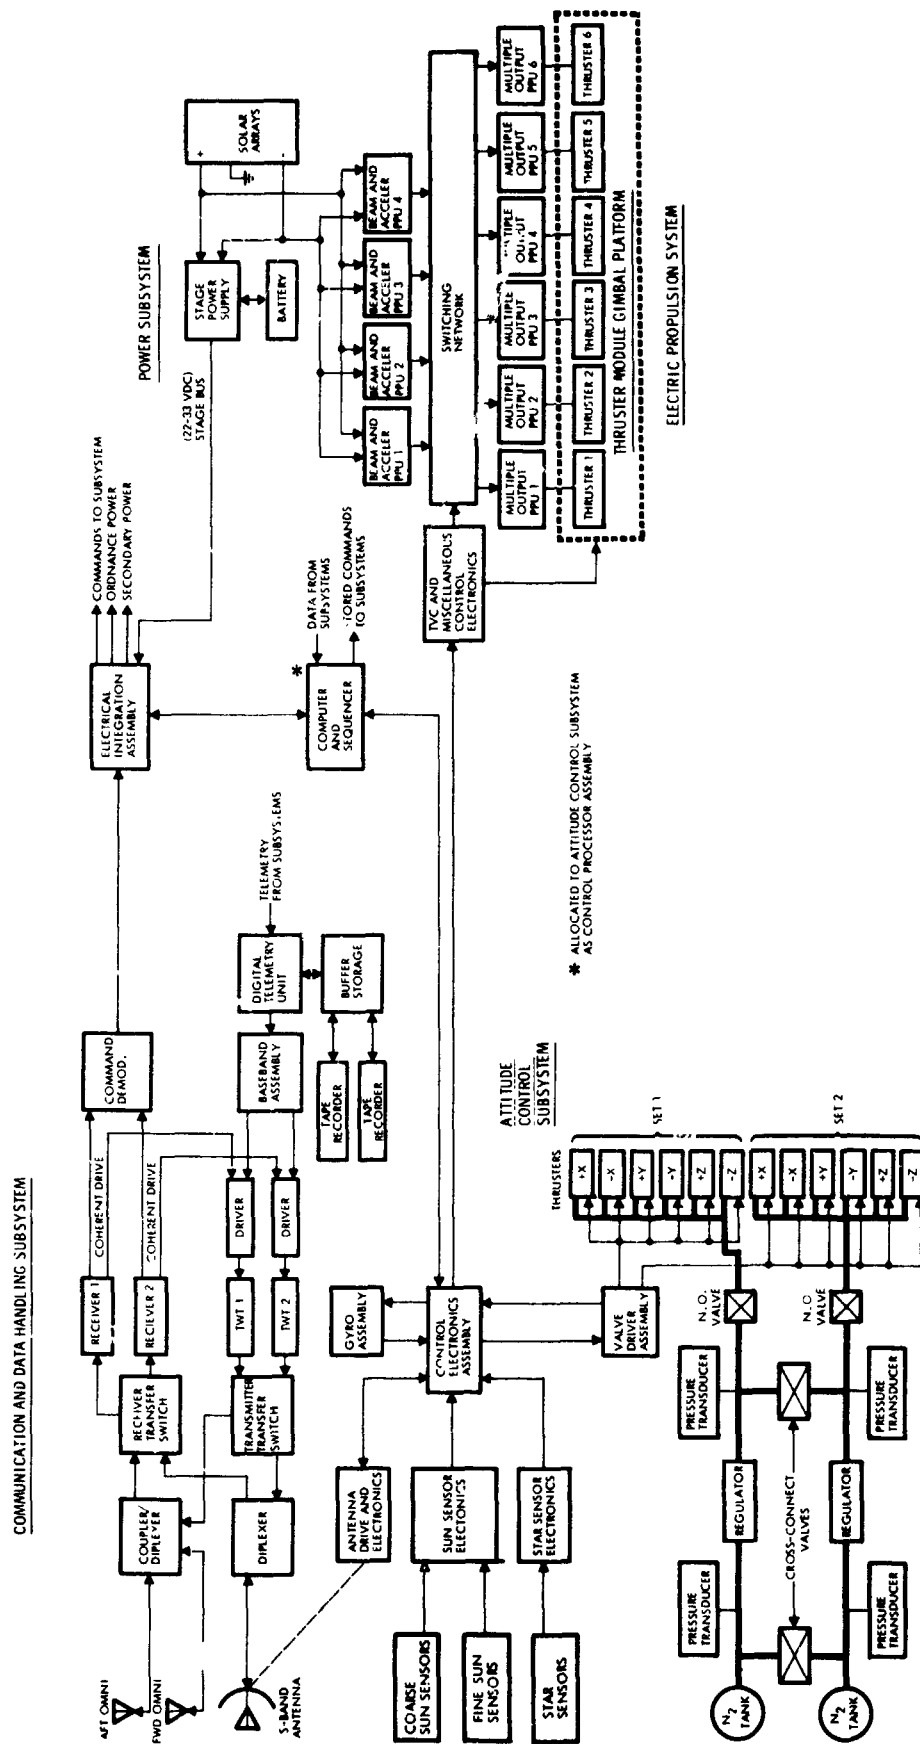 COMMUNICATION AND DATA HANDLING SUBSYSTEM
AFT OMNI
FWD OMNI
S-BAND
ANTENNA
COUPLER/
DIPLEYER
DIPLEXER
RECEIVER
TRANSFER
SWITCH
TRANSMITTER
TRANSFER
SWITCH
RECEIVER 1
RECIEVER 2
COHERENT DRIVE
COHERENT DRIVE
TWT 1
TWT 2
DRIVER
DRIVER
COMMAND
DEMOD.
BASEBAND
ASSEMBLY
DIGITAL
TELEMETRY
UNIT
TELEMETRY
FROM SUBSYSTEMS
BUFFER
STORAGE
TAPE
RECORDER
TAPE
RECORDER
ELECTRICAL
INTEGRATION
ASSEMBLY
COMMANDS TO SUBSYSTEM
ORDNANCE POWER
SECONDARY POWER
(22-33 VDC)
STAGE BUS
*
COMPUTER
AND
SEQUENCER
DATA FROM
SUBSYSTEMS
STORED COMMANDS
TO SUBSYSTEMS
POWER SUBSYSTEM
STAGE
POWER
SUPPLY
BATTERY
+
SOLAR
ARRAYS
-
BEAM AND
ACCELER
PPU 1
BEAM AND
ACCELER
PPU 2
BEAM AND
ACCELER
PPU 3
BEAM AND
ACCELER
PPU 4
SWITCHING
NETWORK
TVC AND
MISCELLANEOUS
CONTROL
ELECTRONICS
MULTIPLE
OUTPUT
PPU 1
MULTIPLE
OUTPUT
PPU 2
MULTIPLE
OUTPUT
PPU 3
MULTIPLE
OUTPUT
PPU 4
MULTIPLE
OUTPUT
PPU 5
MULTIPLE
OUTPUT
PPU 6
THRUSTER 1
THRUSTER 2
THRUSTER 3
THRUSTER 4
THRUSTER 5
THRUSTER 6
THRUSTER MODULE GIMBAL PLATFORM
ELECTRIC PROPULSION SYSTEM
* ALLOCATED TO ATTITUDE CONTROL SUBSYSTEM
AS CONTROL PROCESSOR ASSEMBLY
ATTITUDE
CONTROL
SUBSYSTEM
ANTENNA
DRIVE AND
ELECTRONICS
GYRO
ASSEMBLY
CONTROL
ELECTRONICS
ASSEMBLY
COARSE
SUN SENSORS
FINE SUN
SENSORS
SUN SENSOR
ELECTONICS
STAR
SENSORS
STAR SENSOR
ELECTRONICS
VALVE
DRIVER
ASSEMBLY
THRUSTERS
+X
-X
+Y
-Y
+Z
-Z
SET 1
+X
-X
+Y
-Y
+Z
-Z
SET 2
N.O.
VALVE
N.O
VALVE
PRESSURE
TRANSDUCER
PRESSURE
TRANSDUCER
PRESSURE
TRANSDUCER
PRESSURE
TRANSDUCER
REGULATOR
REGULATOR
CROSS-CONNECT
VALVES
N2
TANK
N2
TANK